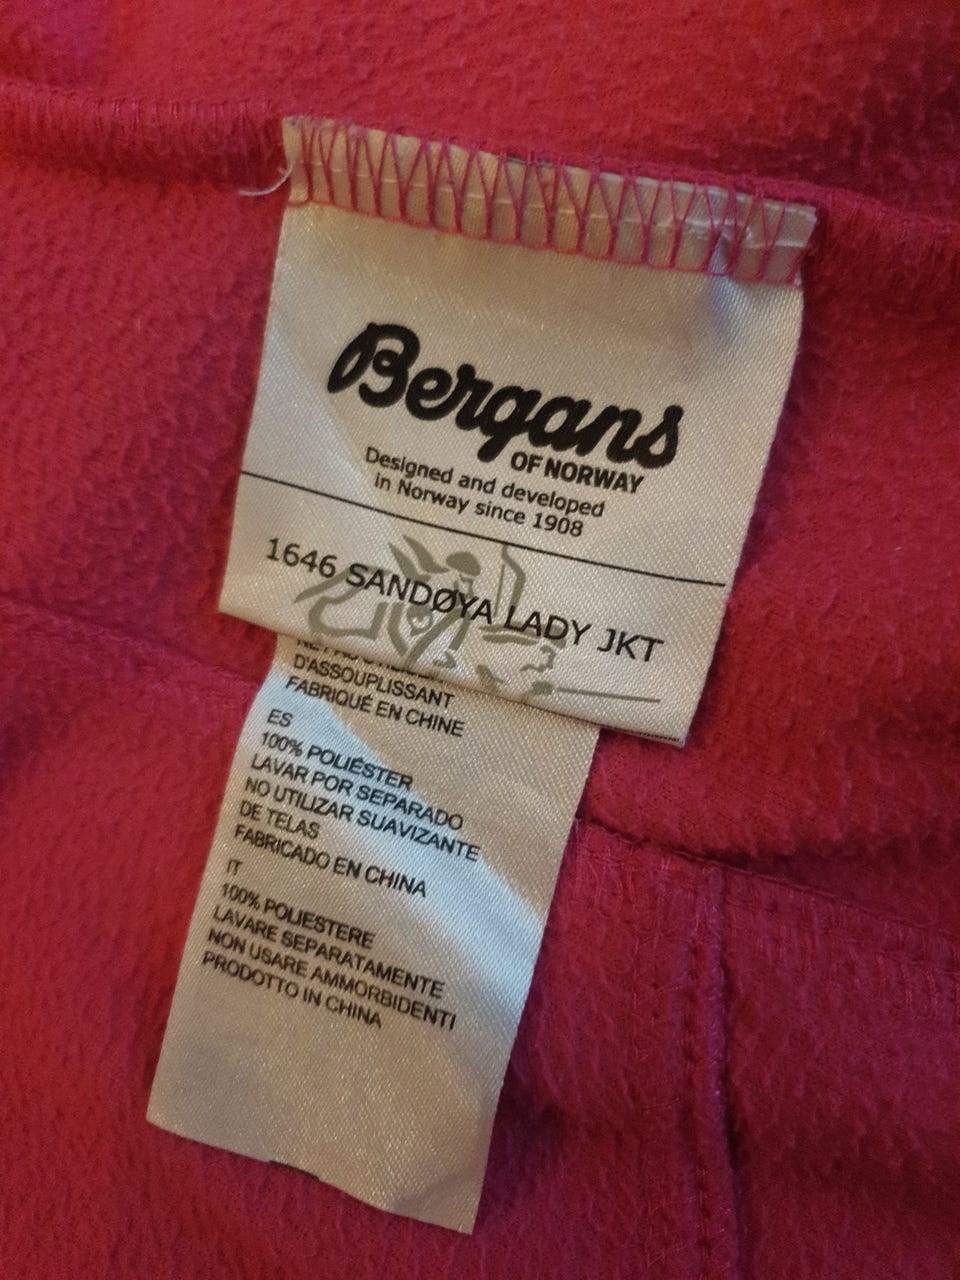 Bergans
OF NORWAY
Designed and developed
in Norway since 1908
1646 SANDØYA LADY JKT
D'ASSOUPLISSANT
FABRIQUÉ EN CHINE
ES
100% POLIÉSTER
LAVAR POR SEPARADO
NO UTILIZAR SUAVIZANTE
DE TELAS
FABRICADO EN CHINA
IT
100% POLIESTERE
LAVARE SEPARATAMENTE
NON USARE AMMORBIDENTI
PRODOTTO IN CHINA